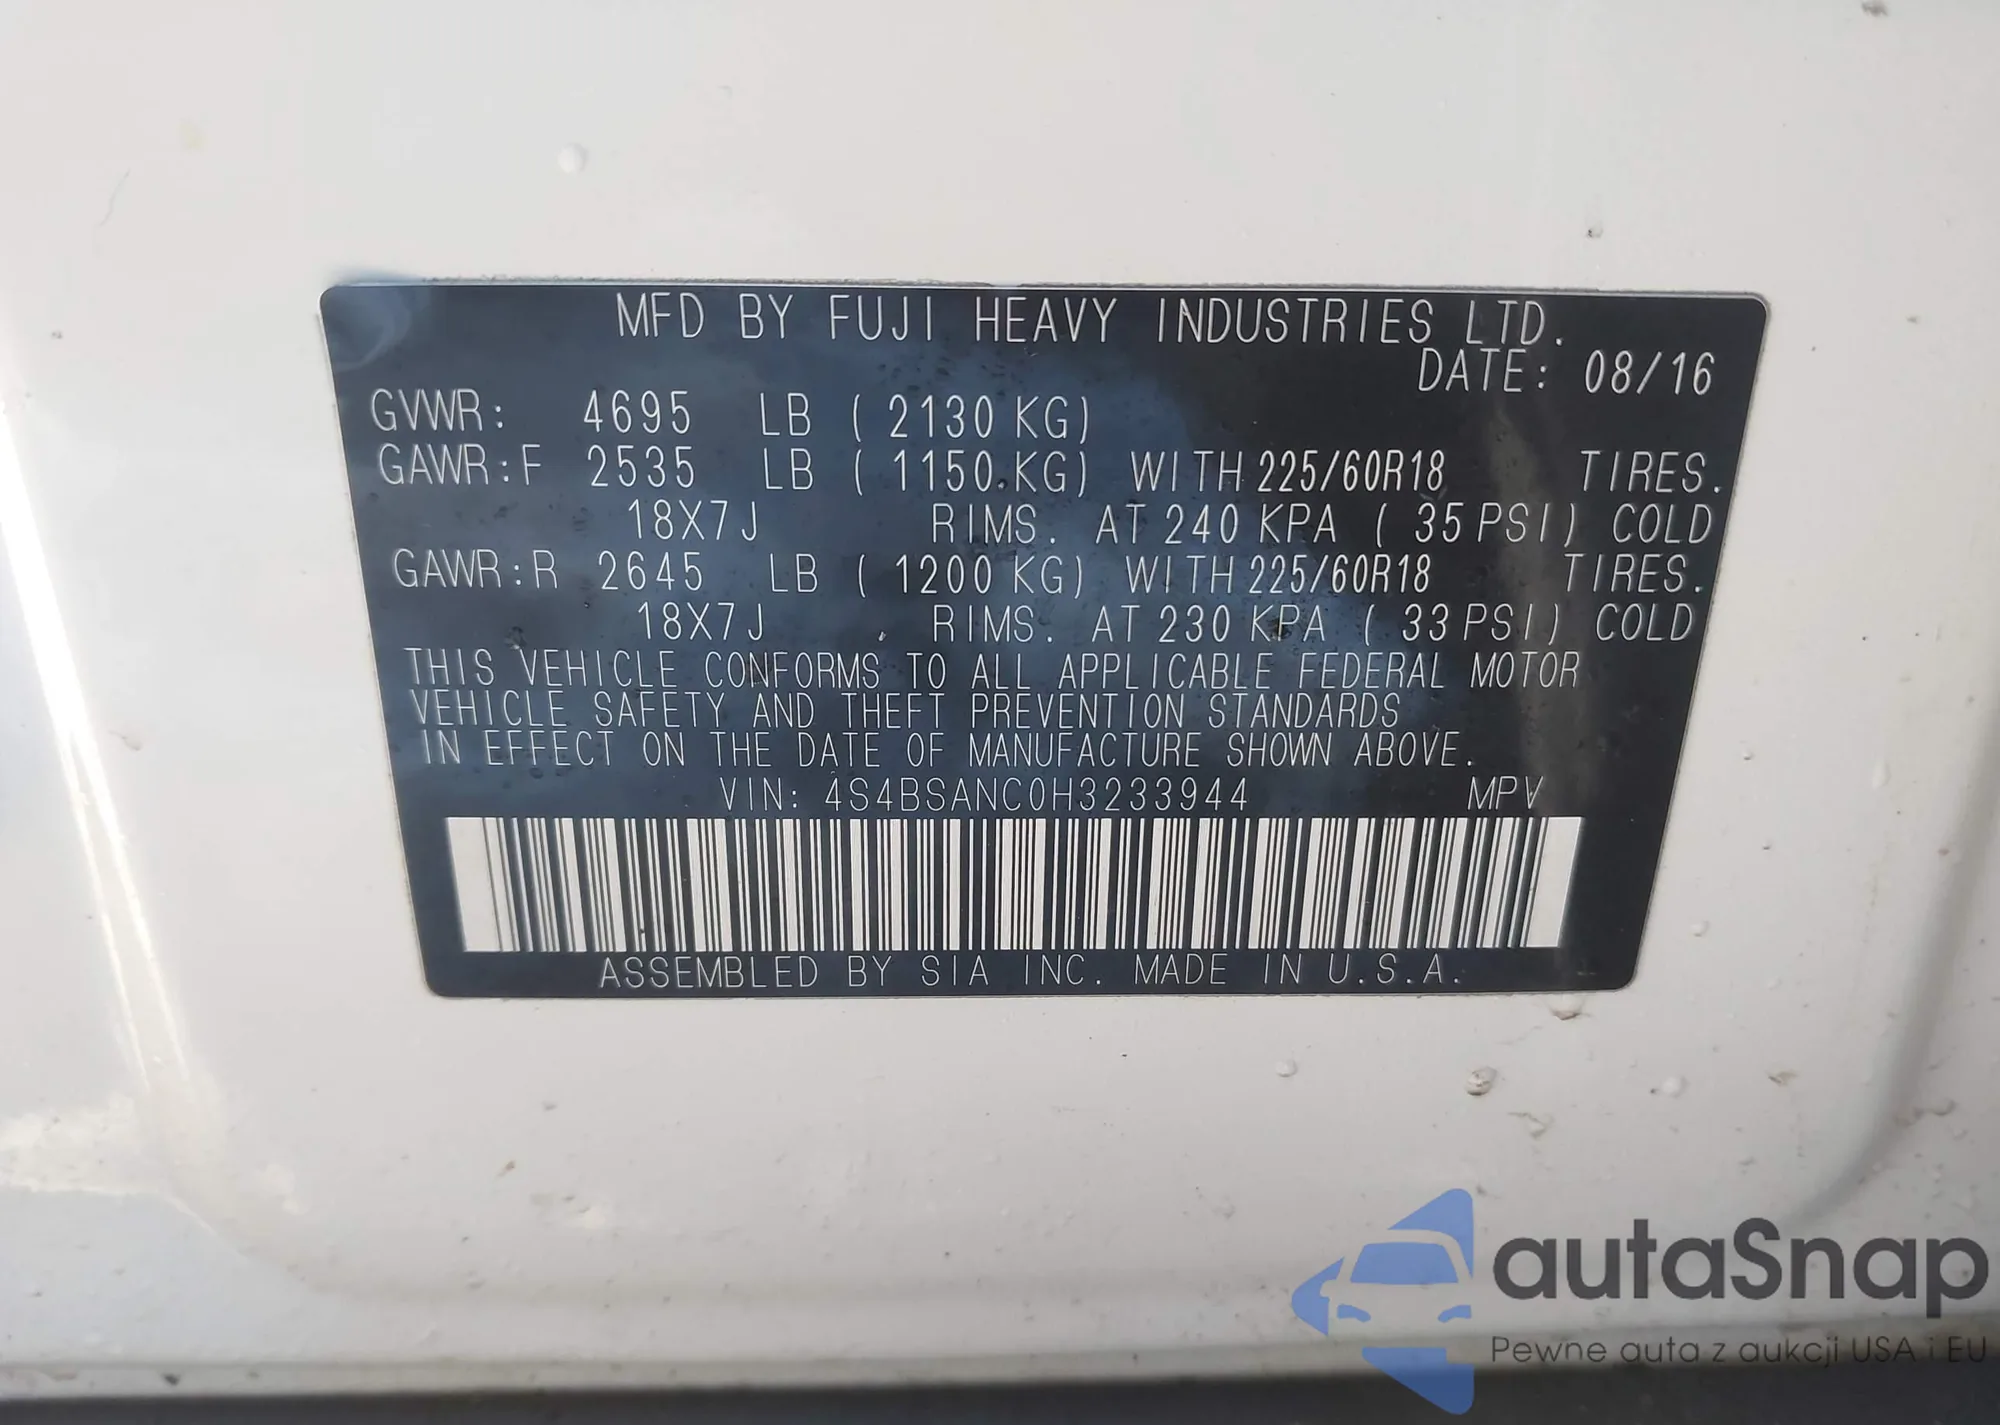 MFD BY FUJI HEAVY INDUSTRIES LTD.
DATE: 08/16
GVWR: 4695 LB ( 2130 KG)
GAWR:F 2535 LB ( 1150 KG) WITH 225/60R18 TIRES.
18X7J RIMS. AT 240 KPA ( 35 PSI) COLD
GAWR:R 2645 LB ( 1200 KG) WITH 225/60R18 TIRES.
18X7J RIMS. AT 230 KPA ( 33 PSI) COLD
THIS VEHICLE CONFORMS TO ALL APPLICABLE FEDERAL MOTOR
VEHICLE SAFETY AND THEFT PREVENTION STANDARDS
IN EFFECT ON THE DATE OF MANUFACTURE SHOWN ABOVE.
VIN: 4S4BSANC0H3233944 MPV
ASSEMBLED BY SIA INC. MADE IN U.S.A.
autaSnap
Pewne auta z aukcji USA i EU